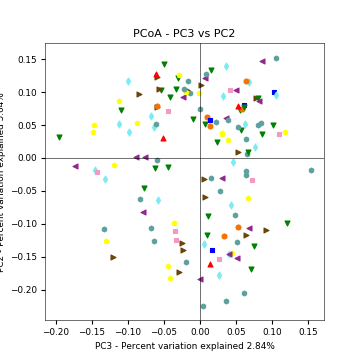 PCoA - PC3 vs PC2
0.15
0.10
0.05
0.00
−0.05
−0.10
−0.15
−0.20
−0.20 −0.15 −0.10 −0.05 0.00 0.05 0.10 0.15
PC3 - Percent variation explained 2.84%
PC2 - Percent variation explained 3.64%